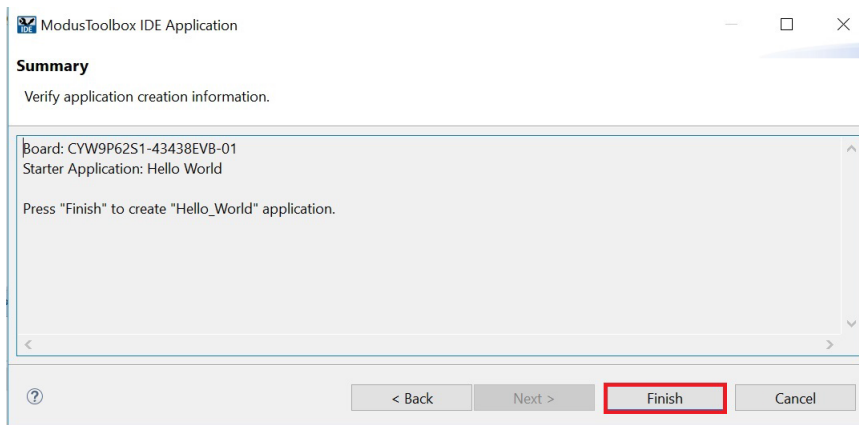 IDE ModusToolbox IDE Application
Summary
Verify application creation information.
Board: CYW9P62S1-43438EVB-01
Starter Application: Hello World
Press "Finish" to create "Hello_World" application.
< Back Next > Finish Cancel